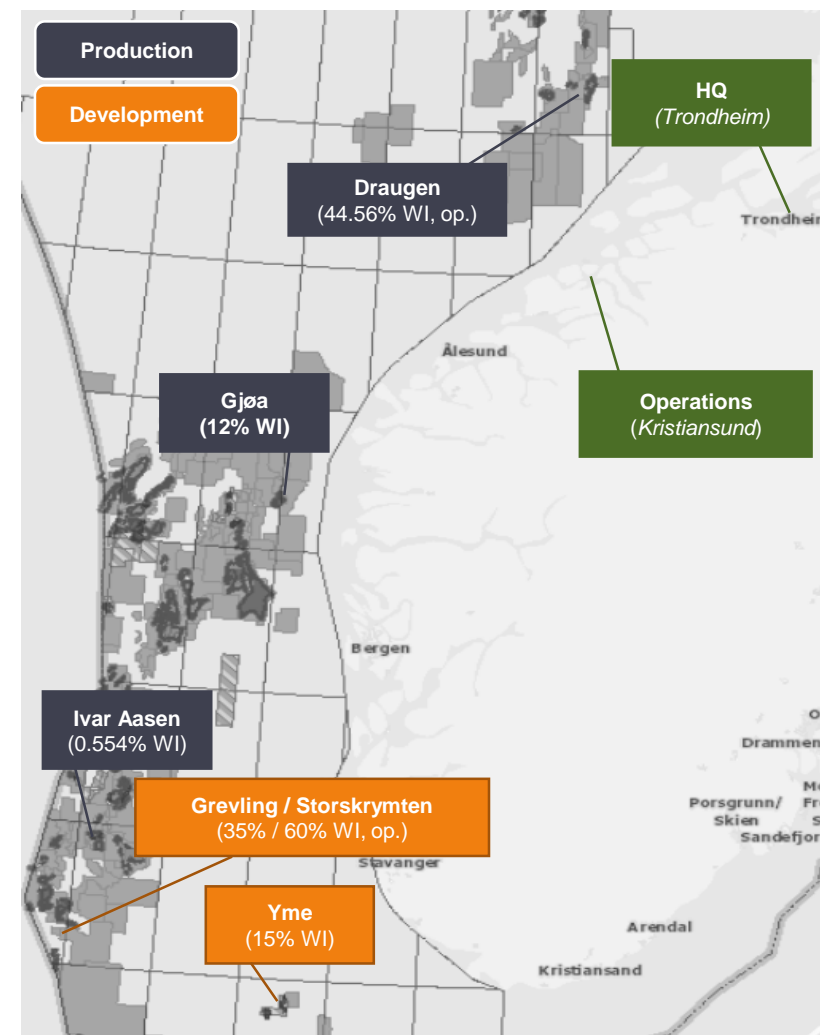 Production
Development
HQ
(Trondheim)
Draugen
(44.56% WI, op.)
Ålesund
Gjøa
(12% WI)
Operations
(Kristiansund)
Bergen
Ivar Aasen
(0.554% WI)
Drammen
Grevling / Storskrymten
(35% / 60% WI, op.)
Porsgrunn/
Skien
Stavanger
Yme
(15% WI)
Arendal
Kristiansand